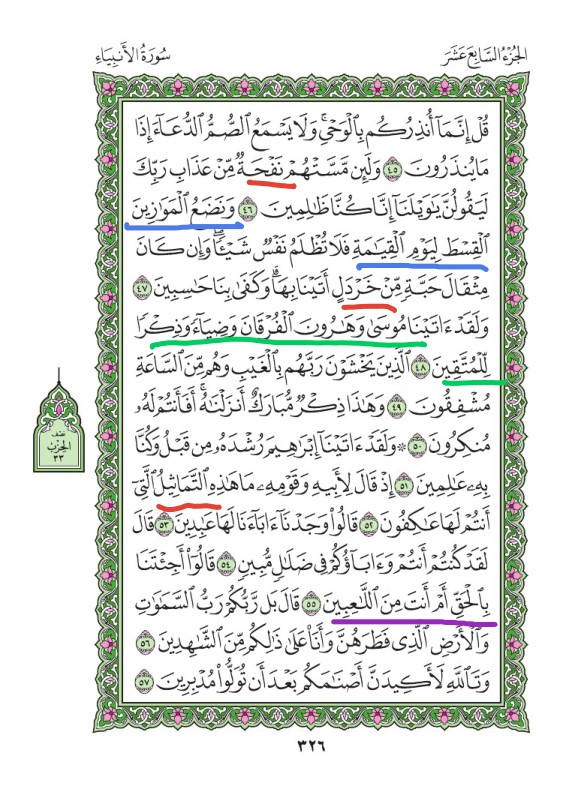 الجُزْءُ السَّابِعَ عَشَرَ
سُورَةُ الأَنبِيَاءِ
قُلْ إِنَّمَآ أُنذِرُكُم بِٱلْوَحْيِۚ وَلَا يَسْمَعُ ٱلصُّمُّ ٱلدُّعَآءَ إِذَا
مَا يُنذَرُونَ ٤٥ وَلَئِن مَّسَّتْهُمْ نَفْحَةٌ مِّنْ عَذَابِ رَبِّكَ
لَيَقُولُنَّ يَٰوَيْلَنَآ إِنَّا كُنَّا ظَٰلِمِينَ ٤٦ وَنَضَعُ ٱلْمَوَٰزِينَ
ٱلْقِسْطَ لِيَوْمِ ٱلْقِيَٰمَةِ فَلَا تُظْلَمُ نَفْسٌ شَيْـًٔاۖ وَإِن كَانَ
مِثْقَالَ حَبَّةٍ مِّنْ خَرْدَلٍ أَتَيْنَا بِهَاۗ وَكَفَىٰ بِنَا حَٰسِبِينَ ٤٧
وَلَقَدْ ءَاتَيْنَا مُوسَىٰ وَهَٰرُونَ ٱلْفُرْقَانَ وَضِيَآءً وَذِكْرًا
لِّلْمُتَّقِينَ ٤٨ ٱلَّذِينَ يَخْشَوْنَ رَبَّهُم بِٱلْغَيْبِ وَهُم مِّنَ ٱلسَّاعَةِ
مُشْفِقُونَ ٤٩ وَهَٰذَا ذِكْرٌ مُّبَارَكٌ أَنزَلْنَٰهُۚ أَفَأَنتُمْ لَهُۥ
مُنكِرُونَ ٥٠ ۞ وَلَقَدْ ءَاتَيْنَآ إِبْرَٰهِيمَ رُشْدَهُۥ مِن قَبْلُ وَكُنَّا
بِهِۦ عَٰلِمِينَ ٥١ إِذْ قَالَ لِأَبِيهِ وَقَوْمِهِۦ مَا هَٰذِهِ ٱلتَّمَاثِيلُ ٱلَّتِيٓ
أَنتُمْ لَهَا عَٰكِفُونَ ٥٢ قَالُوا۟ وَجَدْنَآ ءَابَآءَنَا لَهَا عَٰبِدِينَ ٥٣ قَالَ
لَقَدْ كُنتُمْ أَنتُمْ وَءَابَآؤُكُمْ فِي ضَلَٰلٍ مُّبِينٍ ٥٤ قَالُوٓا۟ أَجِئْتَنَا
بِٱلْحَقِّ أَمْ أَنتَ مِنَ ٱللَّٰعِبِينَ ٥٥ قَالَ بَل رَّبُّكُمْ رَبُّ ٱلسَّمَٰوَٰتِ
وَٱلْأَرْضِ ٱلَّذِي فَطَرَهُنَّ وَأَنَا۠ عَلَىٰ ذَٰلِكُم مِّنَ ٱلشَّٰهِدِينَ ٥٦
وَتَٱللَّهِ لَأَكِيدَنَّ أَصْنَٰمَكُم بَعْدَ أَن تُوَلُّوا۟ مُدْبِرِينَ ٥٧
نصف
الحزب
٣٣
٣٢٦